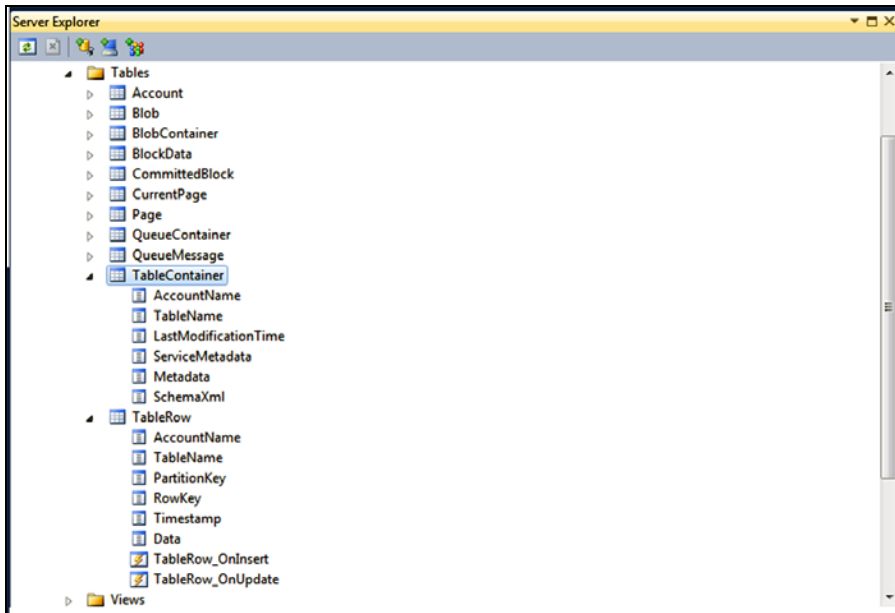 Server Explorer
Tables
Account
Blob
BlobContainer
BlockData
CommittedBlock
CurrentPage
Page
QueueContainer
QueueMessage
TableContainer
AccountName
TableName
LastModificationTime
ServiceMetadata
Metadata
SchemaXml
TableRow
AccountName
TableName
PartitionKey
RowKey
Timestamp
Data
TableRow_OnInsert
TableRow_OnUpdate
Views